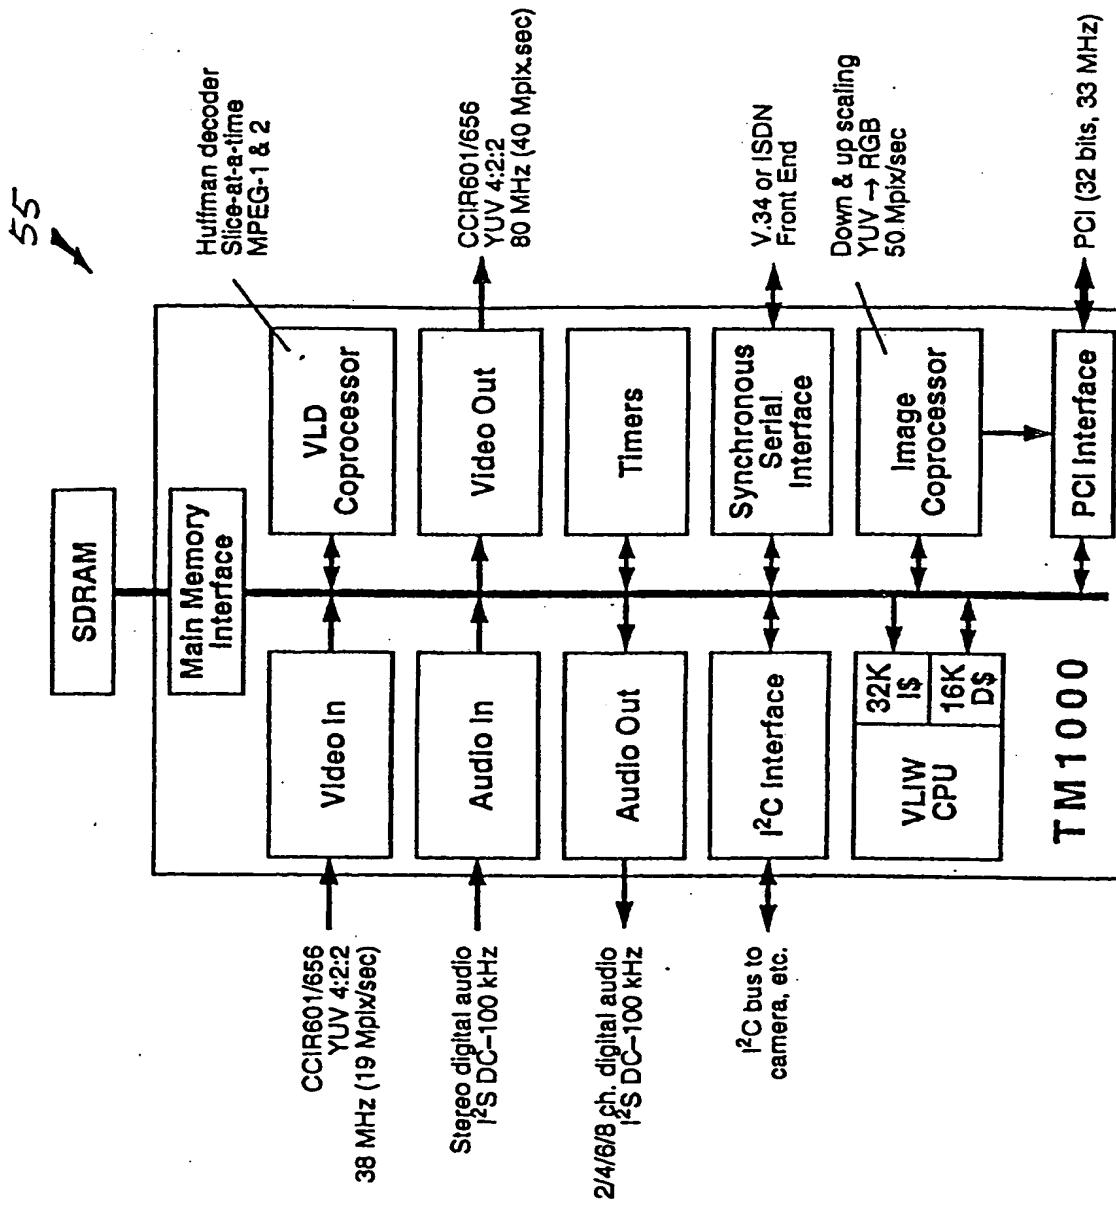 55
SDRAM
Main Memory
Interface
CCIR601/656
YUV 4:2:2
38 MHz (19 Mpix/sec)
Video In
VLD
Coprocessor
Huffman decoder
Slice-at-a-time
MPEG-1 & 2
Stereo digital audio
I²S DC–100 kHz
Audio In
Video Out
CCIR601/656
YUV 4:2:2
80 MHz (40 Mpix.sec)
2/4/6/8 ch. digital audio
I²S DC–100 kHz
Audio Out
Timers
I²C bus to
camera, etc.
I²C Interface
Synchronous
Serial
Interface
V.34 or ISDN
Front End
VLIW
CPU
32K
I$
16K
D$
Image
Coprocessor
Down & up scaling
YUV → RGB
50 Mpix/sec
TM1000
PCI Interface
PCI (32 bits, 33 MHz)